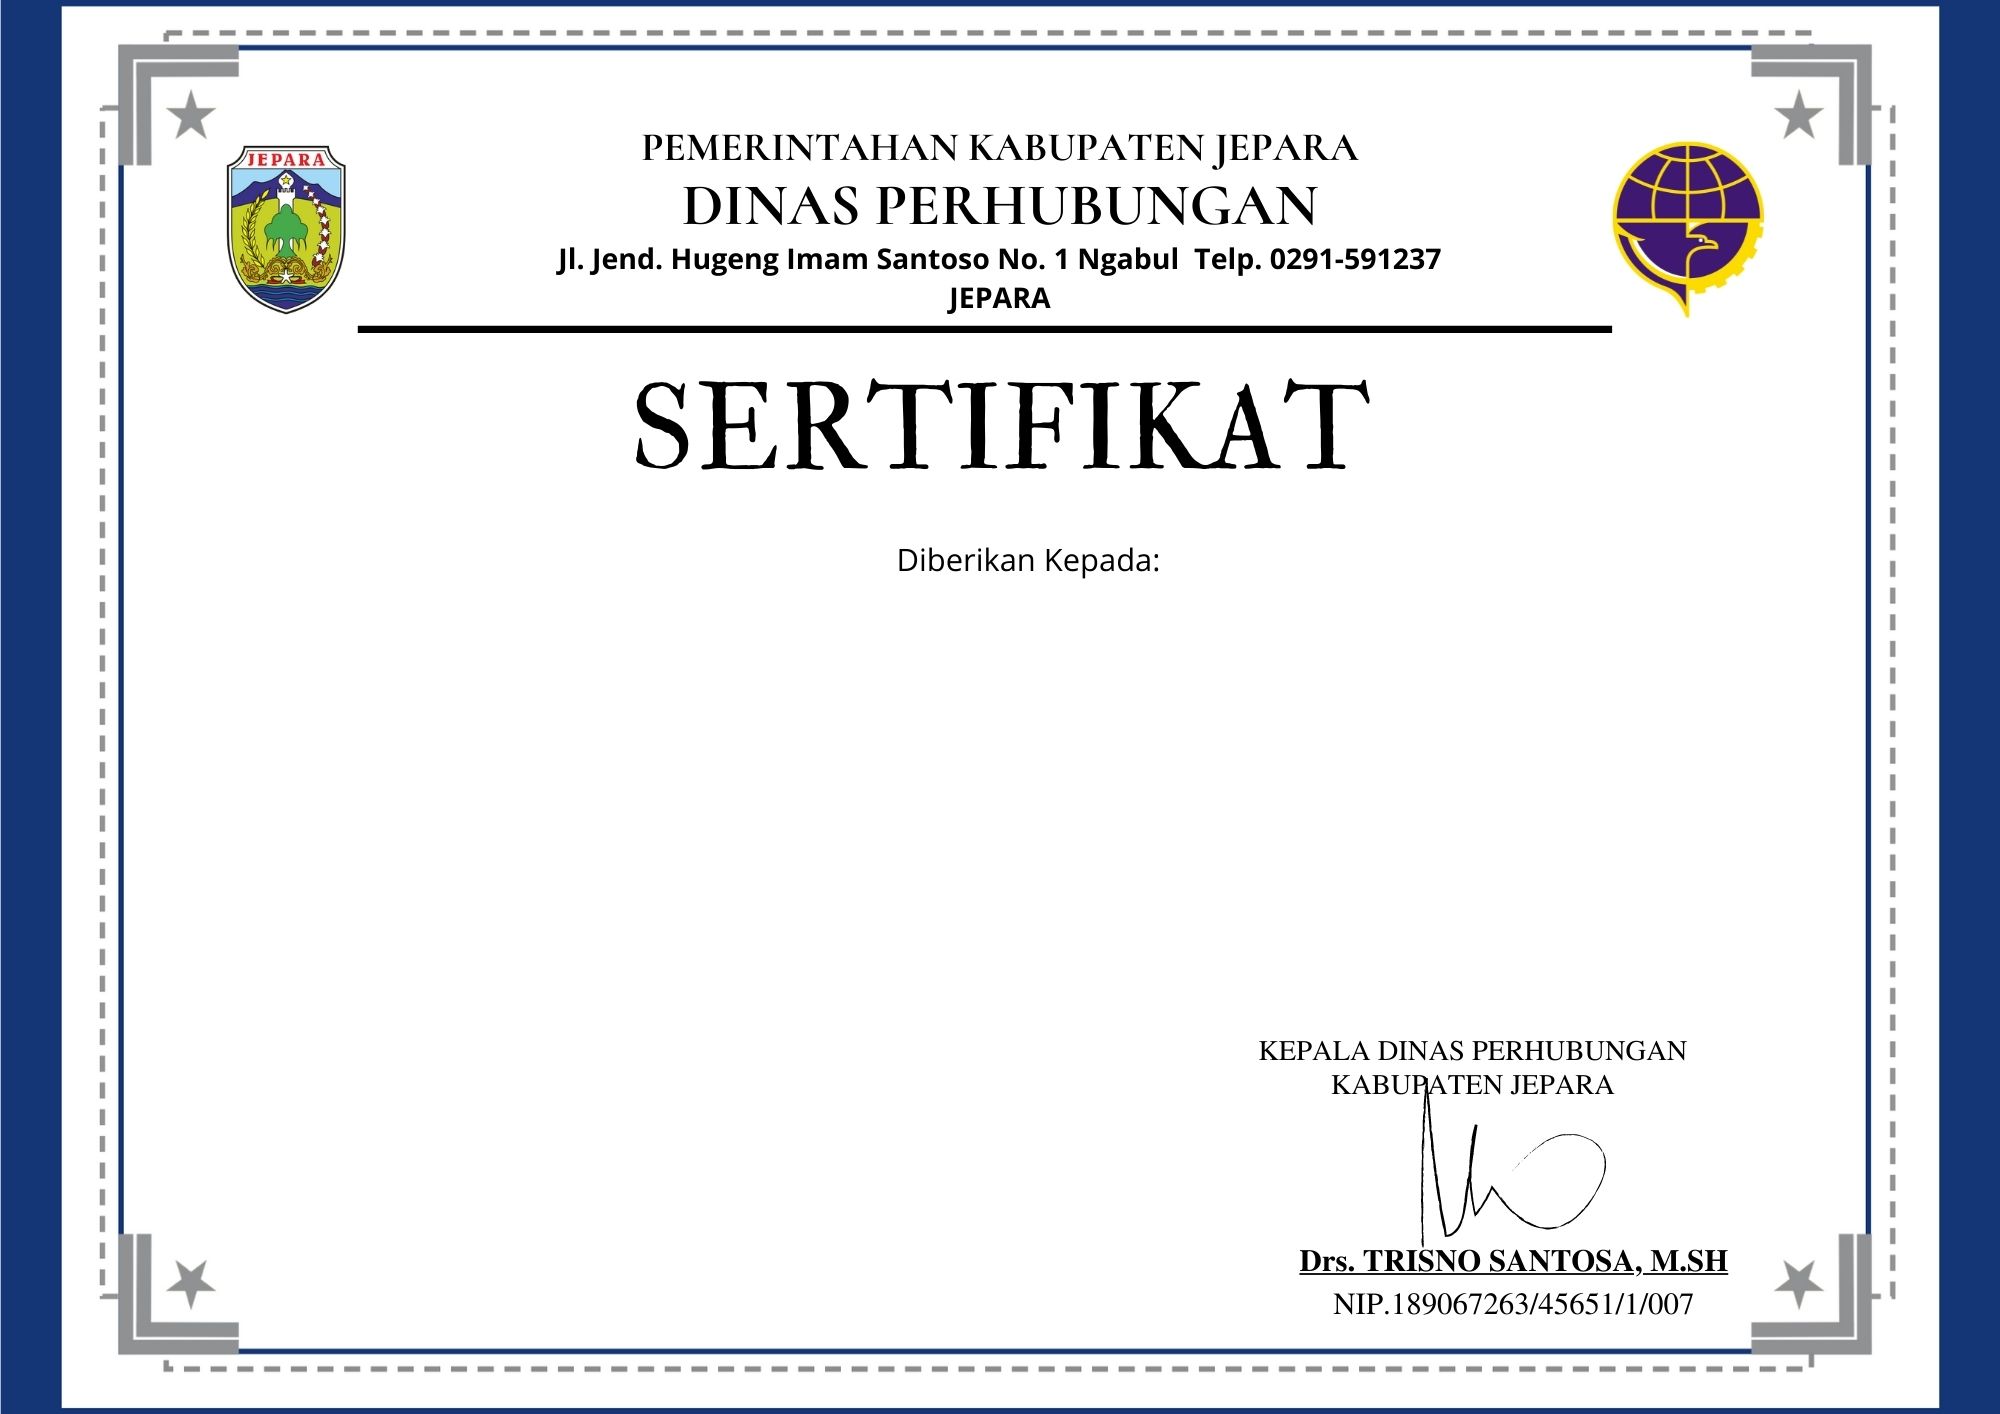 JEPARA
PEMERINTAHAN KABUPATEN JEPARA
DINAS PERHUBUNGAN
Jl. Jend. Hugeng Imam Santoso No. 1 Ngabul  Telp. 0291-591237
JEPARA
SERTIFIKAT
Diberikan Kepada:
KEPALA DINAS PERHUBUNGAN
KABUPATEN JEPARA
Drs. TRISNO SANTOSA, M.SH
NIP.189067263/45651/1/007